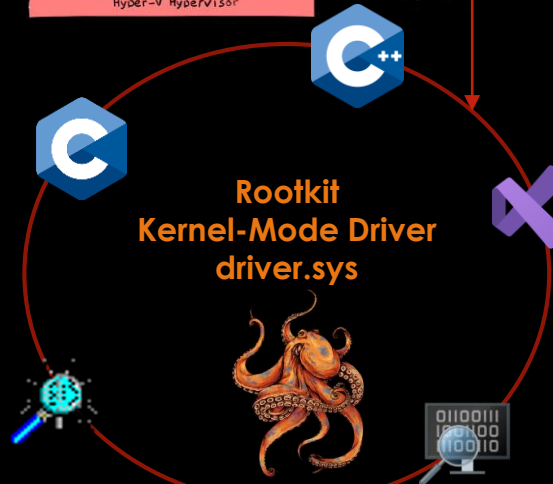 Hyper-V Hypervisor
C++
C
Rootkit
Kernel-Mode Driver
driver.sys